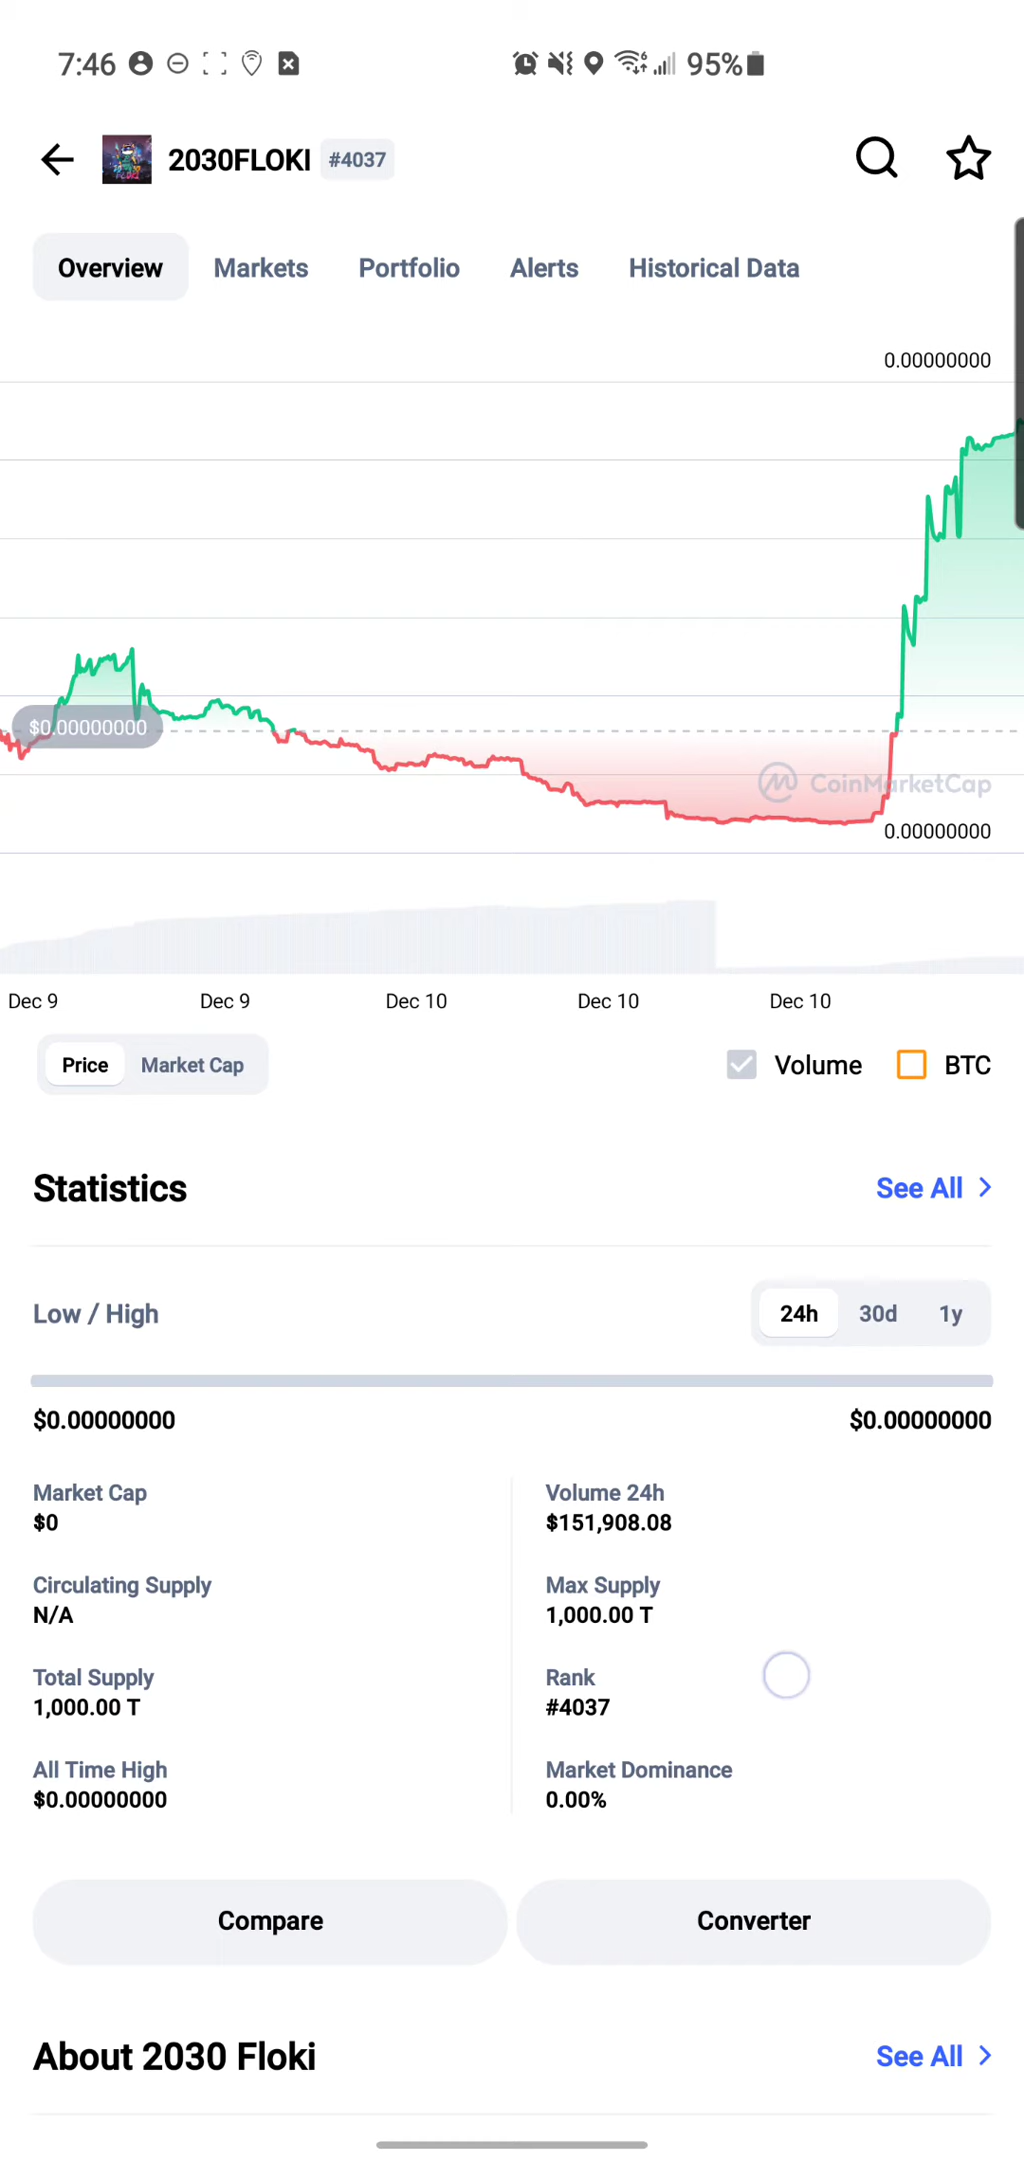 7:46
95%
2030FLOKI #4037
Overview Markets Portfolio Alerts Historical Data
0.00000000
$0.00000000
CoinMarketCap
0.00000000
Dec 9 Dec 9 Dec 10 Dec 10 Dec 10
Price Market Cap Volume BTC
Statistics See All
Low / High 24h 30d 1y
$0.00000000 $0.00000000
Market Cap Volume 24h
$0 $151,908.08
Circulating Supply Max Supply
N/A 1,000.00 T
Total Supply Rank
1,000.00 T #4037
All Time High Market Dominance
$0.00000000 0.00%
Compare Converter
About 2030 Floki See All